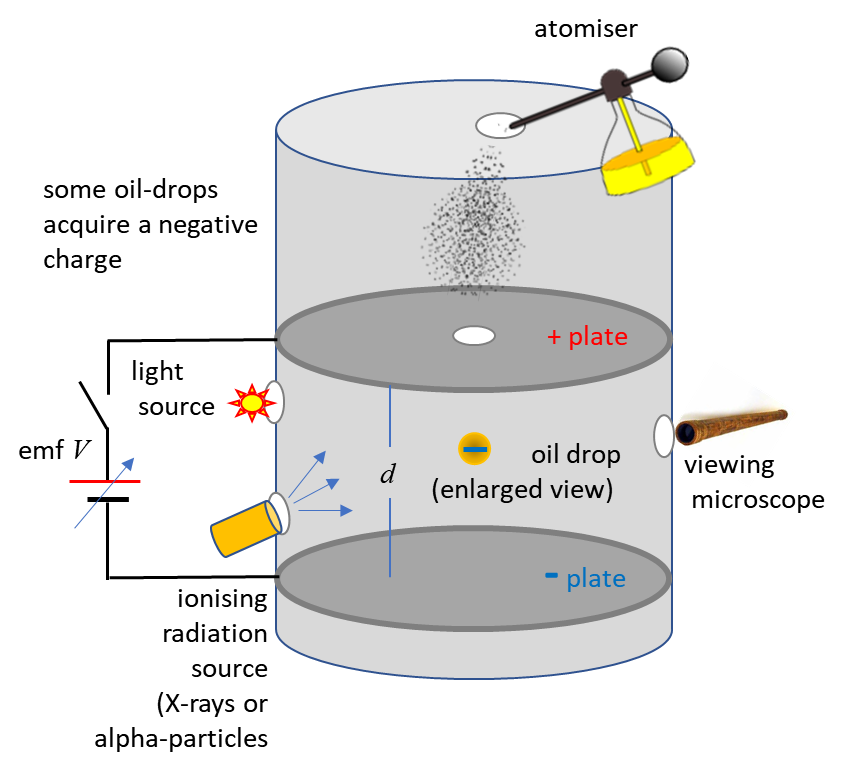 atomiser
some oil-drops
acquire a negative
charge
+ plate
light
source
emf V
d
oil drop
(enlarged view)
viewing
microscope
- plate
ionising
radiation
source
(X-rays or
alpha-particles